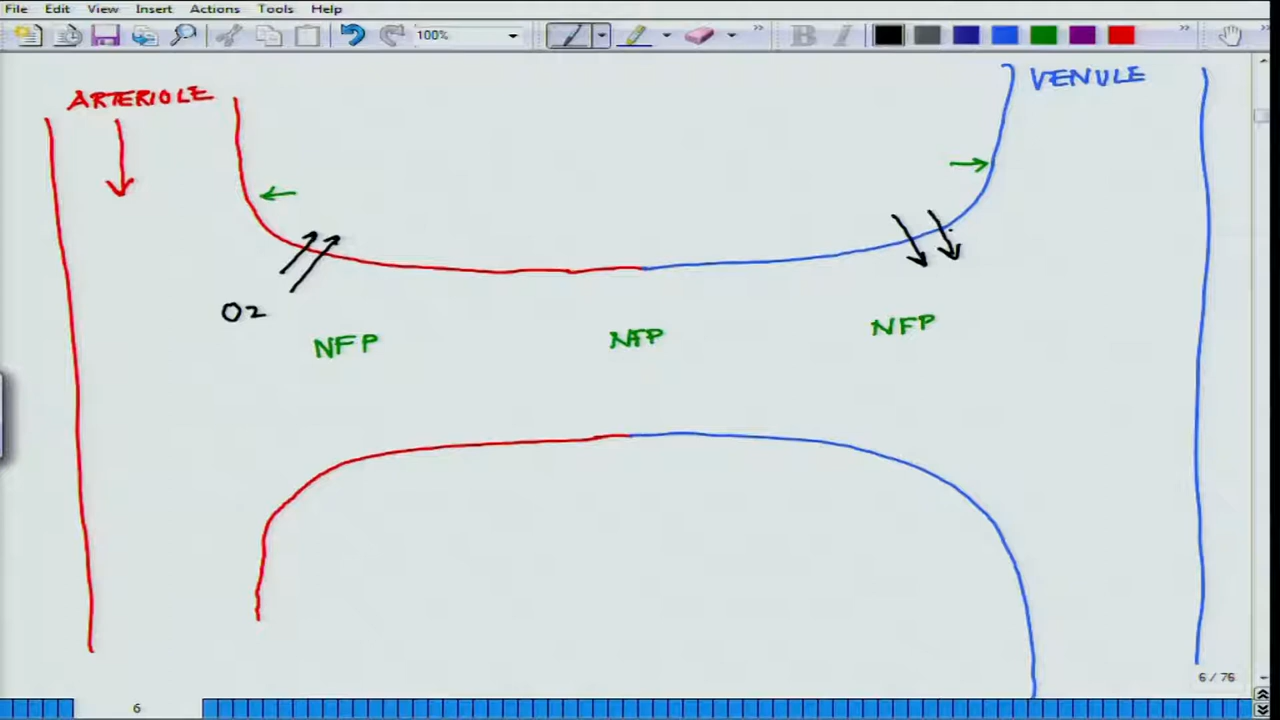 File Edit View Insert Actions Tools Help
100%
ARTERIOLE
VENULE
O2
NFP
NFP
NFP
6 / 76
6